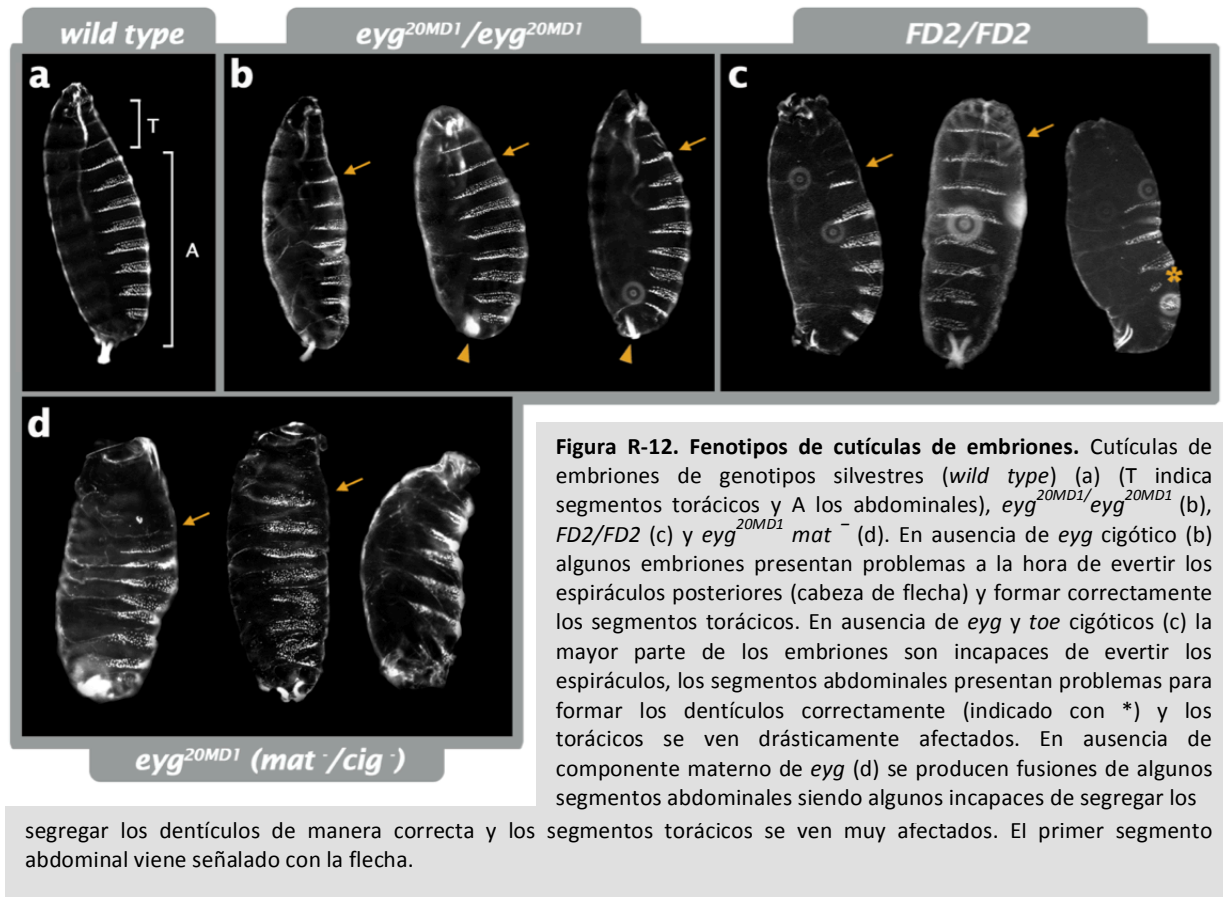 wild type
eyg20MD1/eyg20MD1
FD2/FD2
a
b
c
T
A
*
d
eyg20MD1 (mat -/cig -)
Figura R-12. Fenotipos de cutículas de embriones. Cutículas de
embriones de genotipos silvestres (wild type) (a) (T indica
segmentos torácicos y A los abdominales), eyg20MD1/eyg20MD1 (b),
FD2/FD2 (c) y eyg20MD1 mat − (d). En ausencia de eyg cigótico (b)
algunos embriones presentan problemas a la hora de evertir los
espiráculos posteriores (cabeza de flecha) y formar correctamente
los segmentos torácicos. En ausencia de eyg y toe cigóticos (c) la
mayor parte de los embriones son incapaces de evertir los
espiráculos, los segmentos abdominales presentan problemas para
formar los dentículos correctamente (indicado con *) y los
torácicos se ven drásticamente afectados. En ausencia de
componente materno de eyg (d) se producen fusiones de algunos
segmentos abdominales siendo algunos incapaces de segregar los
segregar los dentículos de manera correcta y los segmentos torácicos se ven muy afectados. El primer segmento
abdominal viene señalado con la flecha.